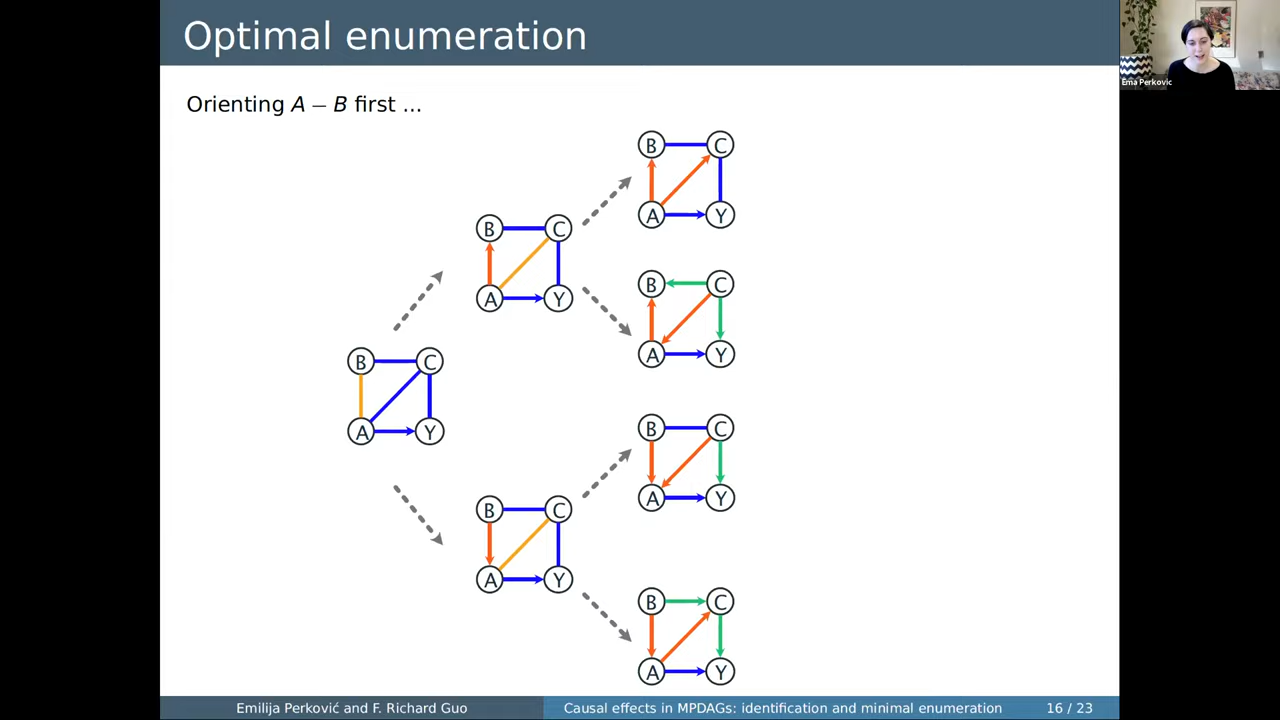 Optimal enumeration
Ema Perkovic
Orienting A – B first ...
B C
A Y
B C
A Y
B C
A Y
B C
A Y
B C
A Y
B C
A Y
B C
A Y
Emilija Perković and F. Richard Guo
Causal effects in MPDAGs: identification and minimal enumeration
16 / 23